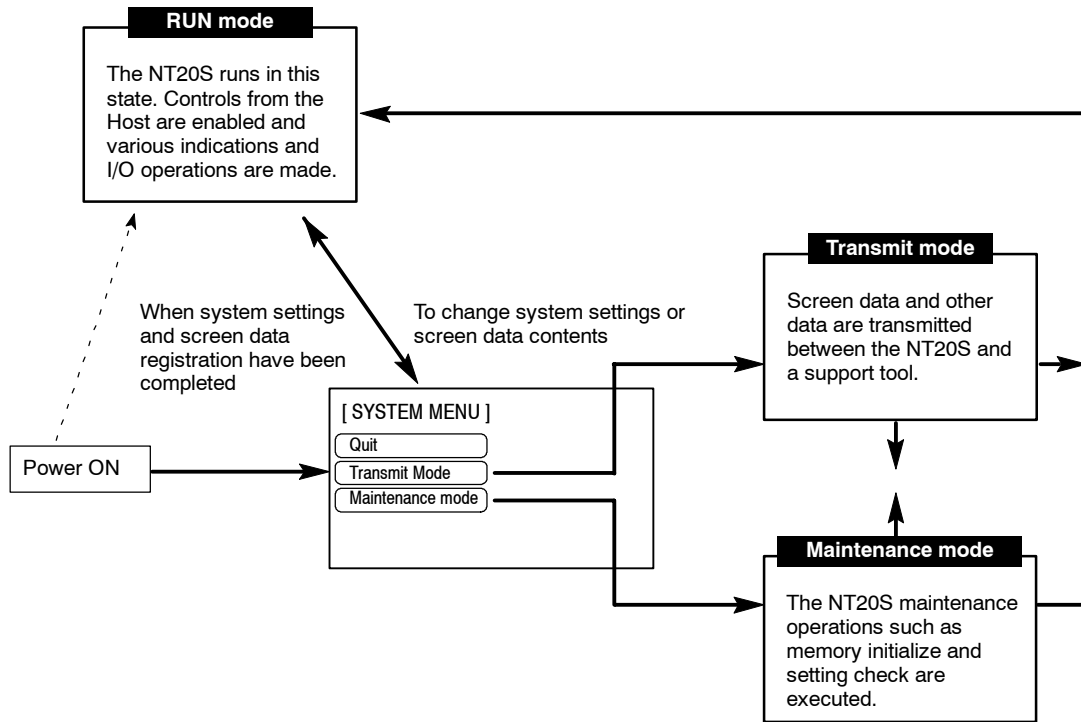 RUN mode
The NT20S runs in this
state. Controls from the
Host are enabled and
various indications and
I/O operations are made.
When system settings
and screen data
registration have been
completed
To change system settings or
screen data contents
Transmit mode
Screen data and other
data are transmitted
between the NT20S and
a support tool.
Power ON
[ SYSTEM MENU ]
Quit
Transmit Mode
Maintenance mode
Maintenance mode
The NT20S maintenance
operations such as
memory initialize and
setting check are
executed.